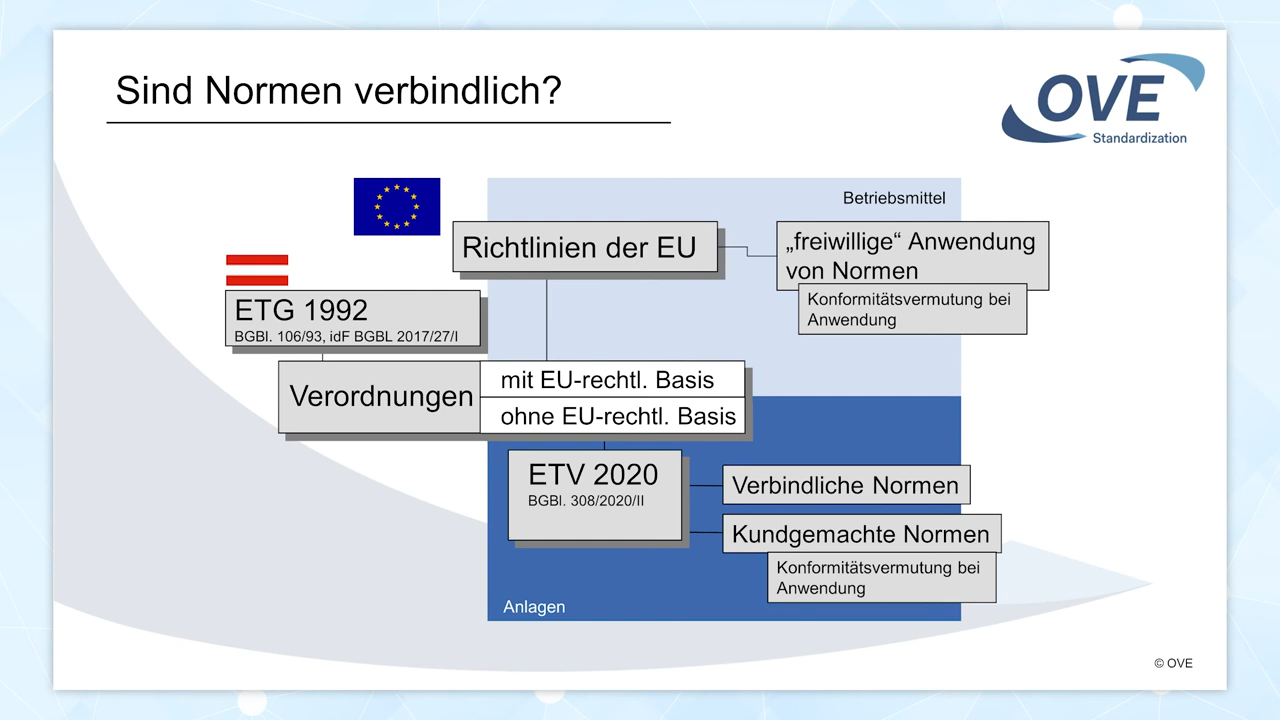 Sind Normen verbindlich?
OVE
Standardization
Betriebsmittel
Richtlinien der EU
„freiwillige“ Anwendung
von Normen
Konformitätsvermutung bei
Anwendung
ETG 1992
BGBl. 106/93, idF BGBL 2017/27/I
Verordnungen
mit EU-rechtl. Basis
ohne EU-rechtl. Basis
ETV 2020
BGBl. 308/2020/II
Verbindliche Normen
Kundgemachte Normen
Konformitätsvermutung bei
Anwendung
Anlagen
© OVE